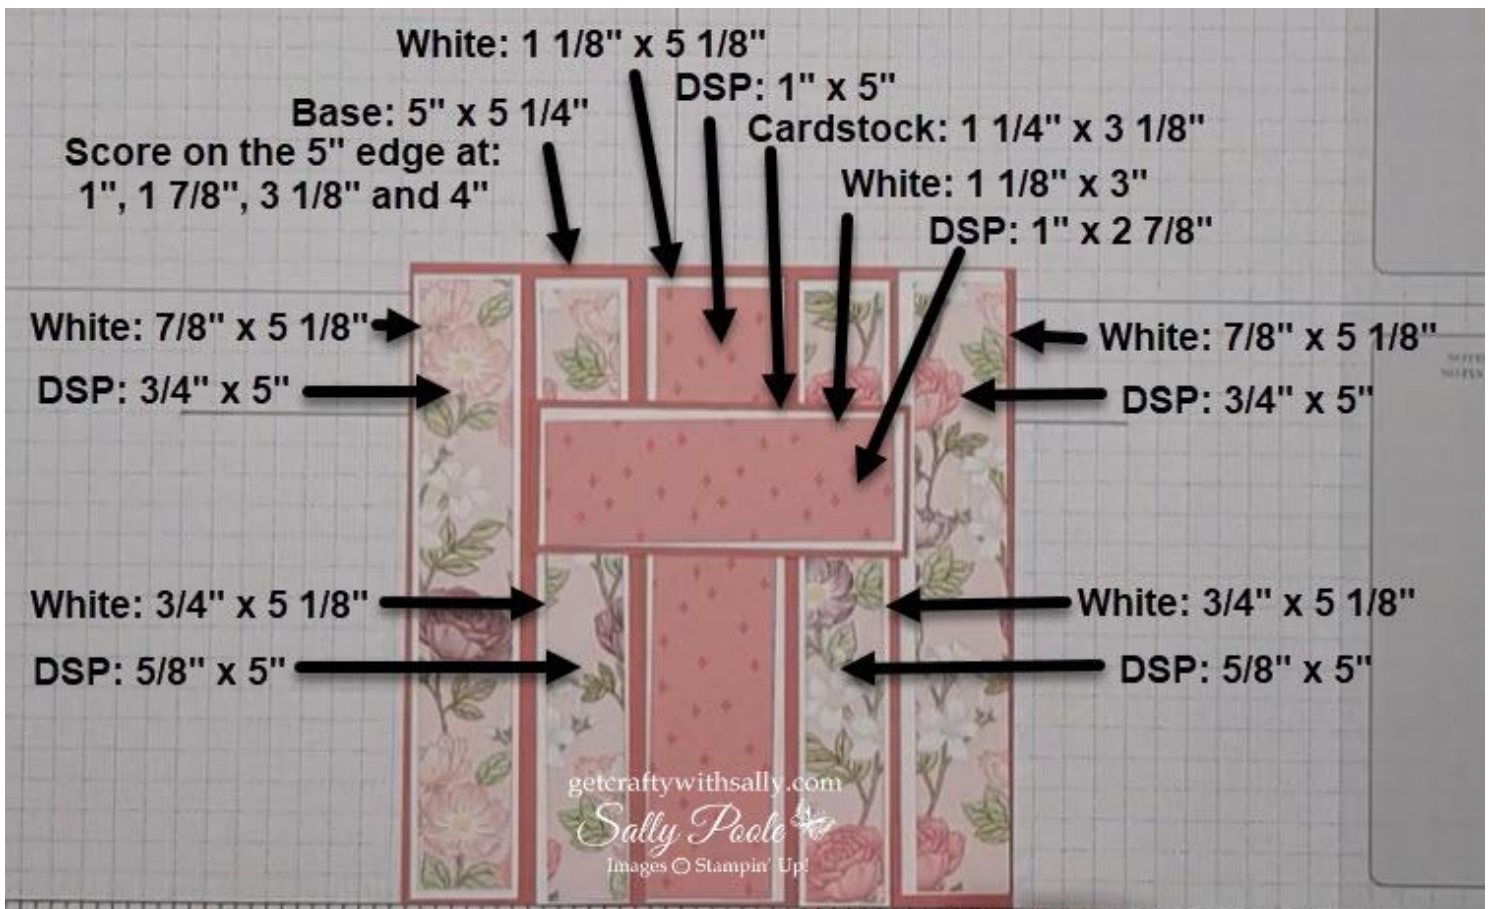 White: 1 1/8" x 5 1/8"
DSP: 1" x 5"
Base: 5" x 5 1/4"
Cardstock: 1 1/4" x 3 1/8"
Score on the 5" edge at:
1", 1 7/8", 3 1/8" and 4"
White: 1 1/8" x 3"
DSP: 1" x 2 7/8"
White: 7/8" x 5 1/8"
White: 7/8" x 5 1/8"
DSP: 3/4" x 5"
DSP: 3/4" x 5"
White: 3/4" x 5 1/8"
White: 3/4" x 5 1/8"
DSP: 5/8" x 5"
DSP: 5/8" x 5"
getcraftywithsally.com
Sally Poole
Images © Stampin' Up!